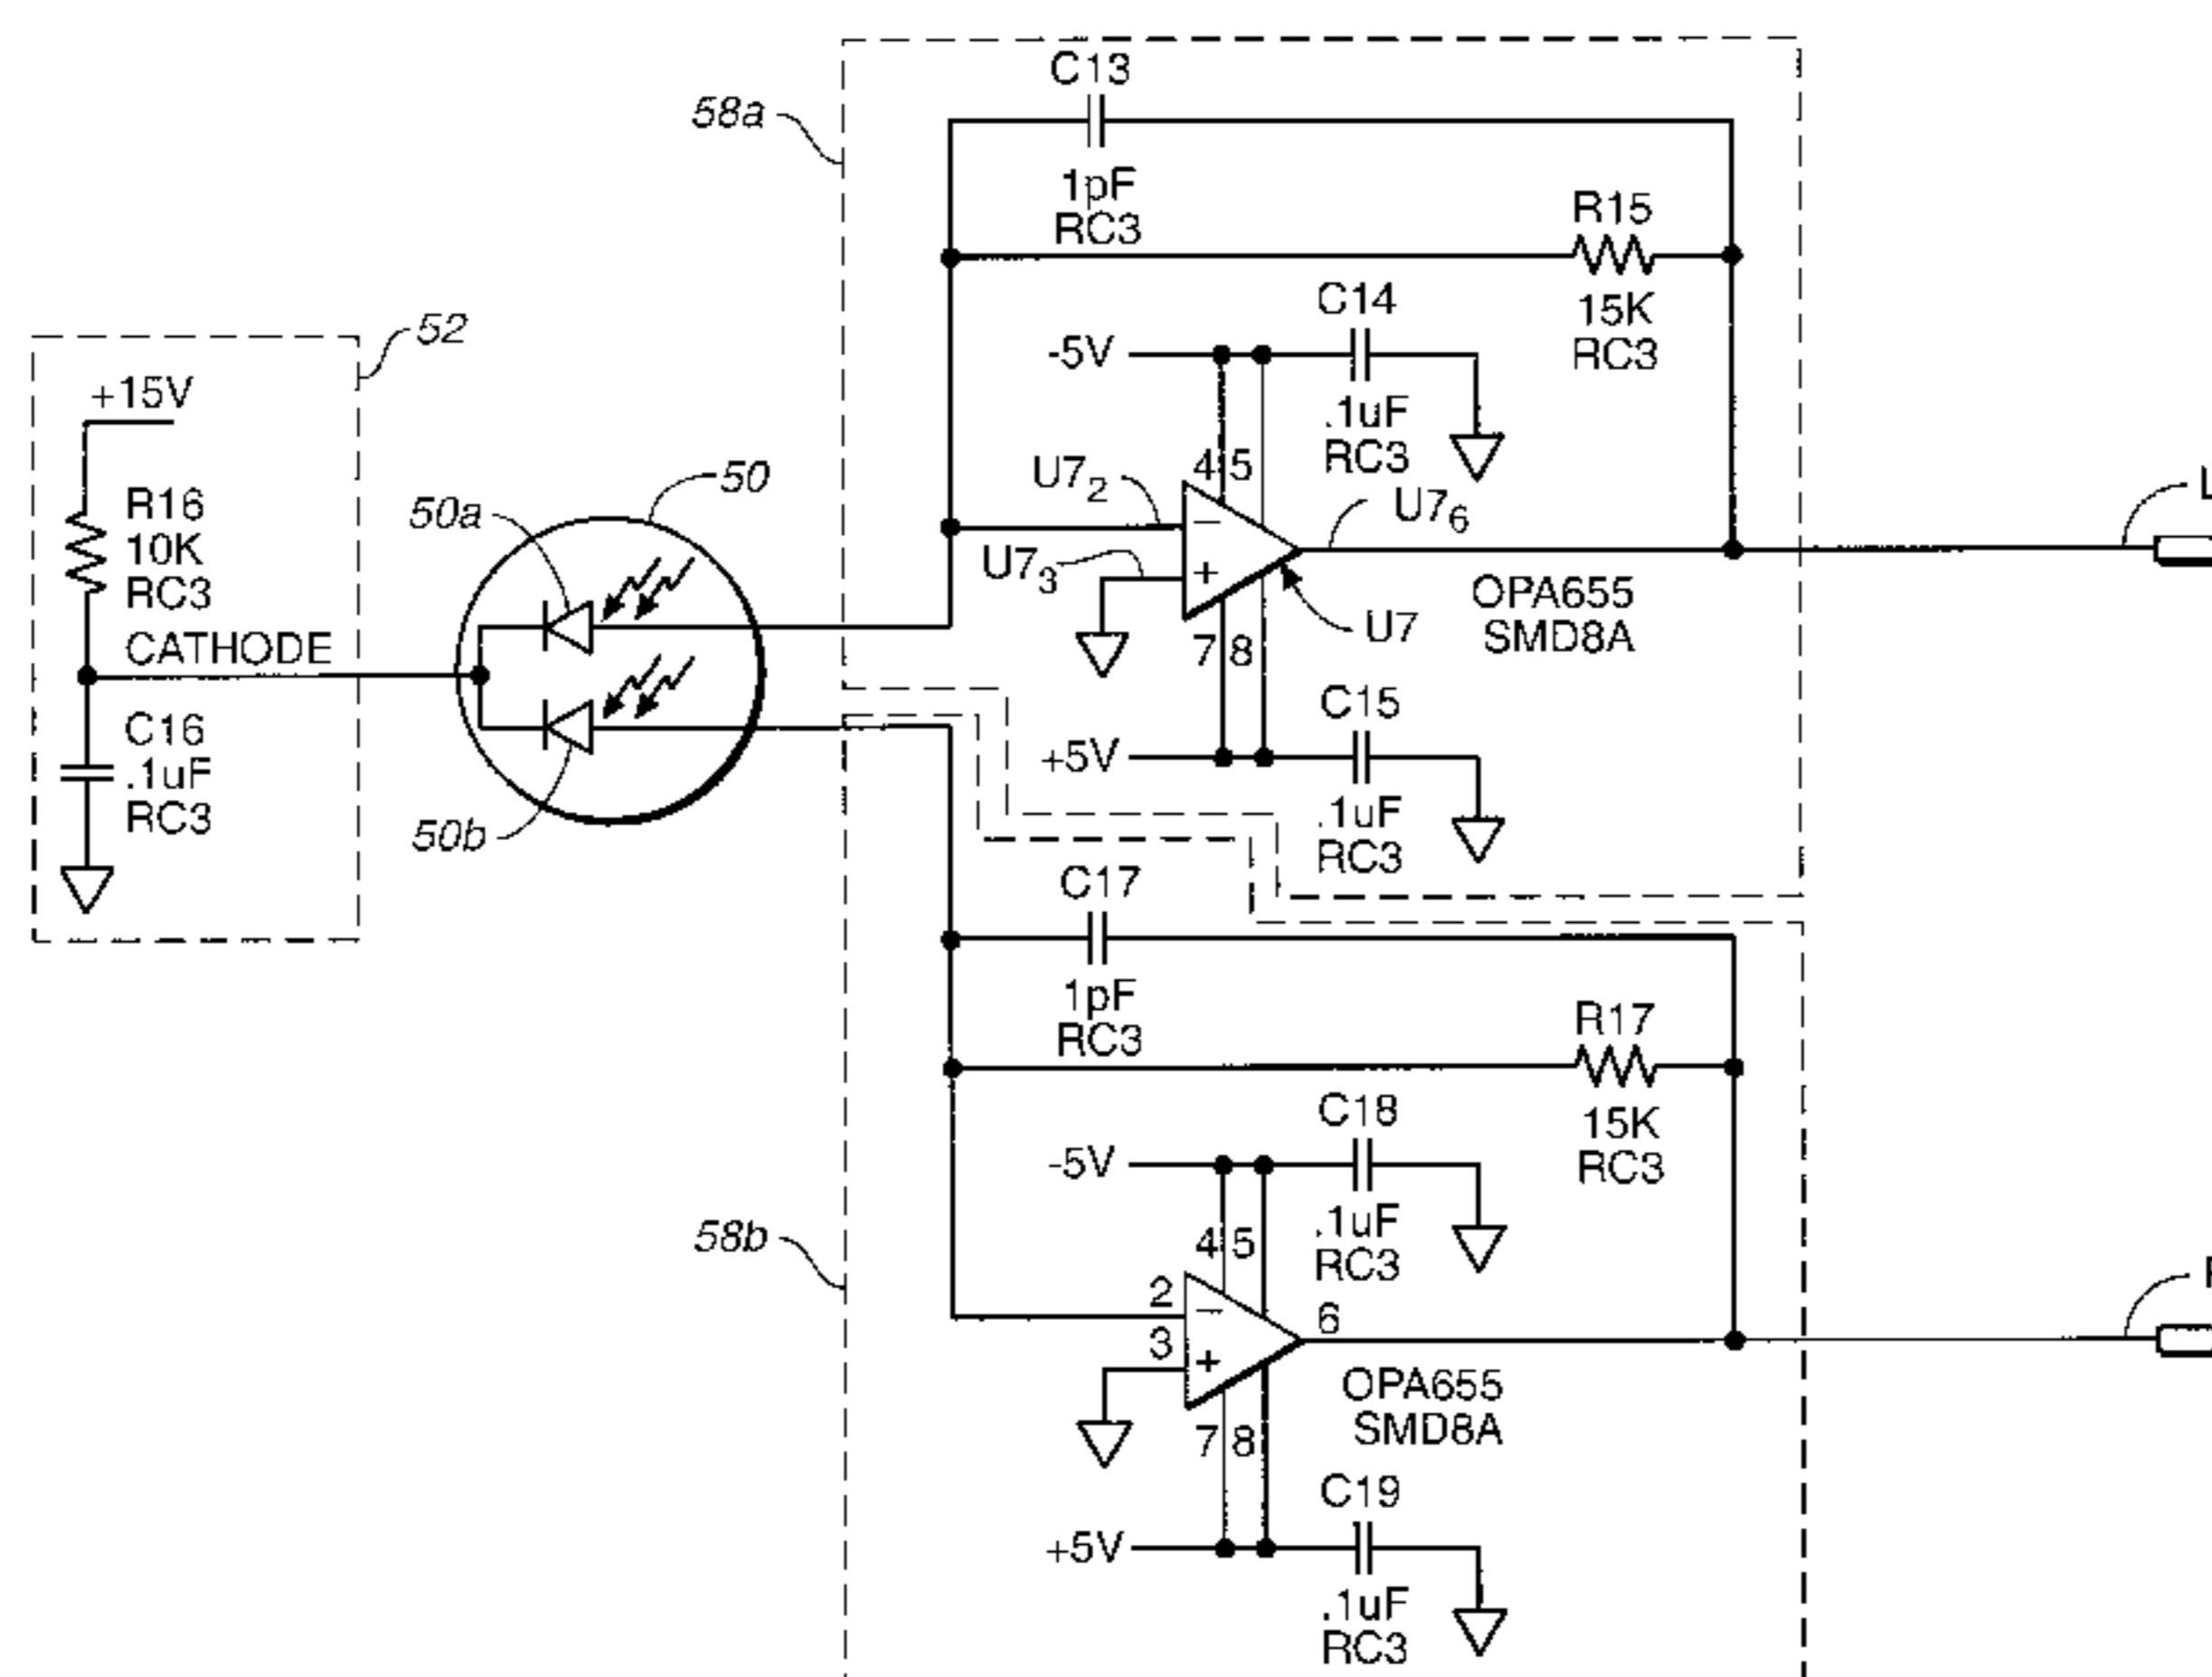 C13
58a
1pF
RC3
R15
15K
RC3
C14
-5V
.1uF
RC3
4 5
U7₂
U7₃
U7₆
OPA655
SMD8A
U7
7 8
C15
+5V
.1uF
RC3
52
+15V
R16
10K
RC3
CATHODE
C16
.1uF
RC3
50
50a
50b
C17
1pF
RC3
R17
15K
RC3
C18
-5V
.1uF
RC3
58b
4 5
2
3
6
OPA655
SMD8A
7 8
C19
+5V
.1uF
RC3